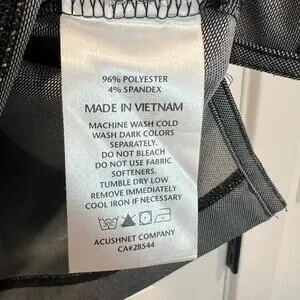 96% POLYESTER
4% SPANDEX
MADE IN VIETNAM
MACHINE WASH COLD
WASH DARK COLORS
SEPARATELY.
DO NOT BLEACH
DO NOT USE FABRIC
SOFTENERS.
TUMBLE DRY LOW
REMOVE IMMEDIATELY
COOL IRON IF NECESSARY
ACUSHNET COMPANY
CA#28544